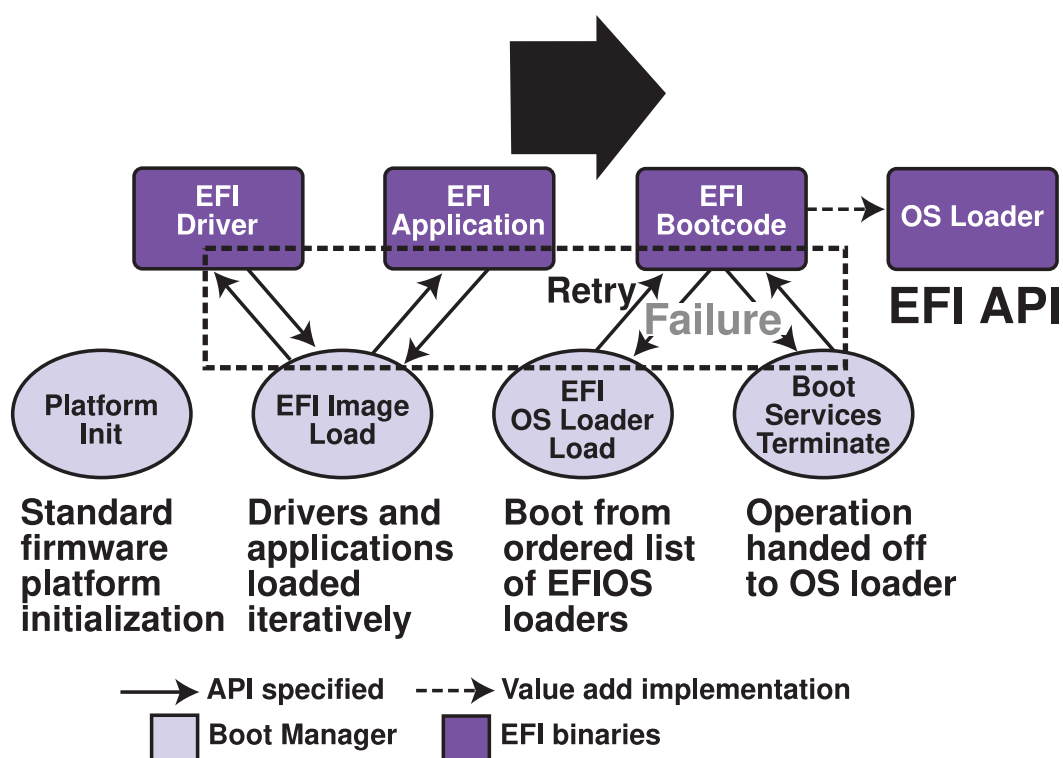 EFI
Driver
EFI
Application
EFI
Bootcode
OS Loader
Retry
Failure
EFI API
Platform
Init
EFI Image
Load
EFI
OS Loader
Load
Boot
Services
Terminate
Standard
firmware
platform
initialization
Drivers and
applications
loaded
iteratively
Boot from
ordered list
of EFIOS
loaders
Operation
handed off
to OS loader
API specified
Value add implementation
Boot Manager
EFI binaries